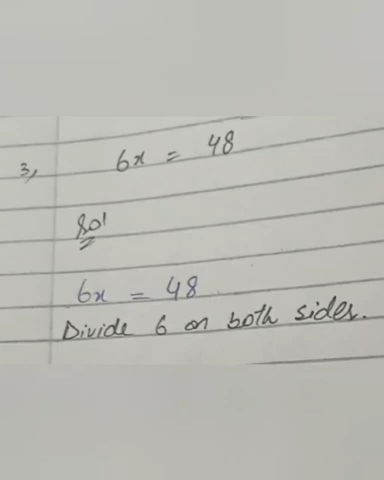 3, 6x = 48
Sol
6x = 48
Divide 6 on both sides.